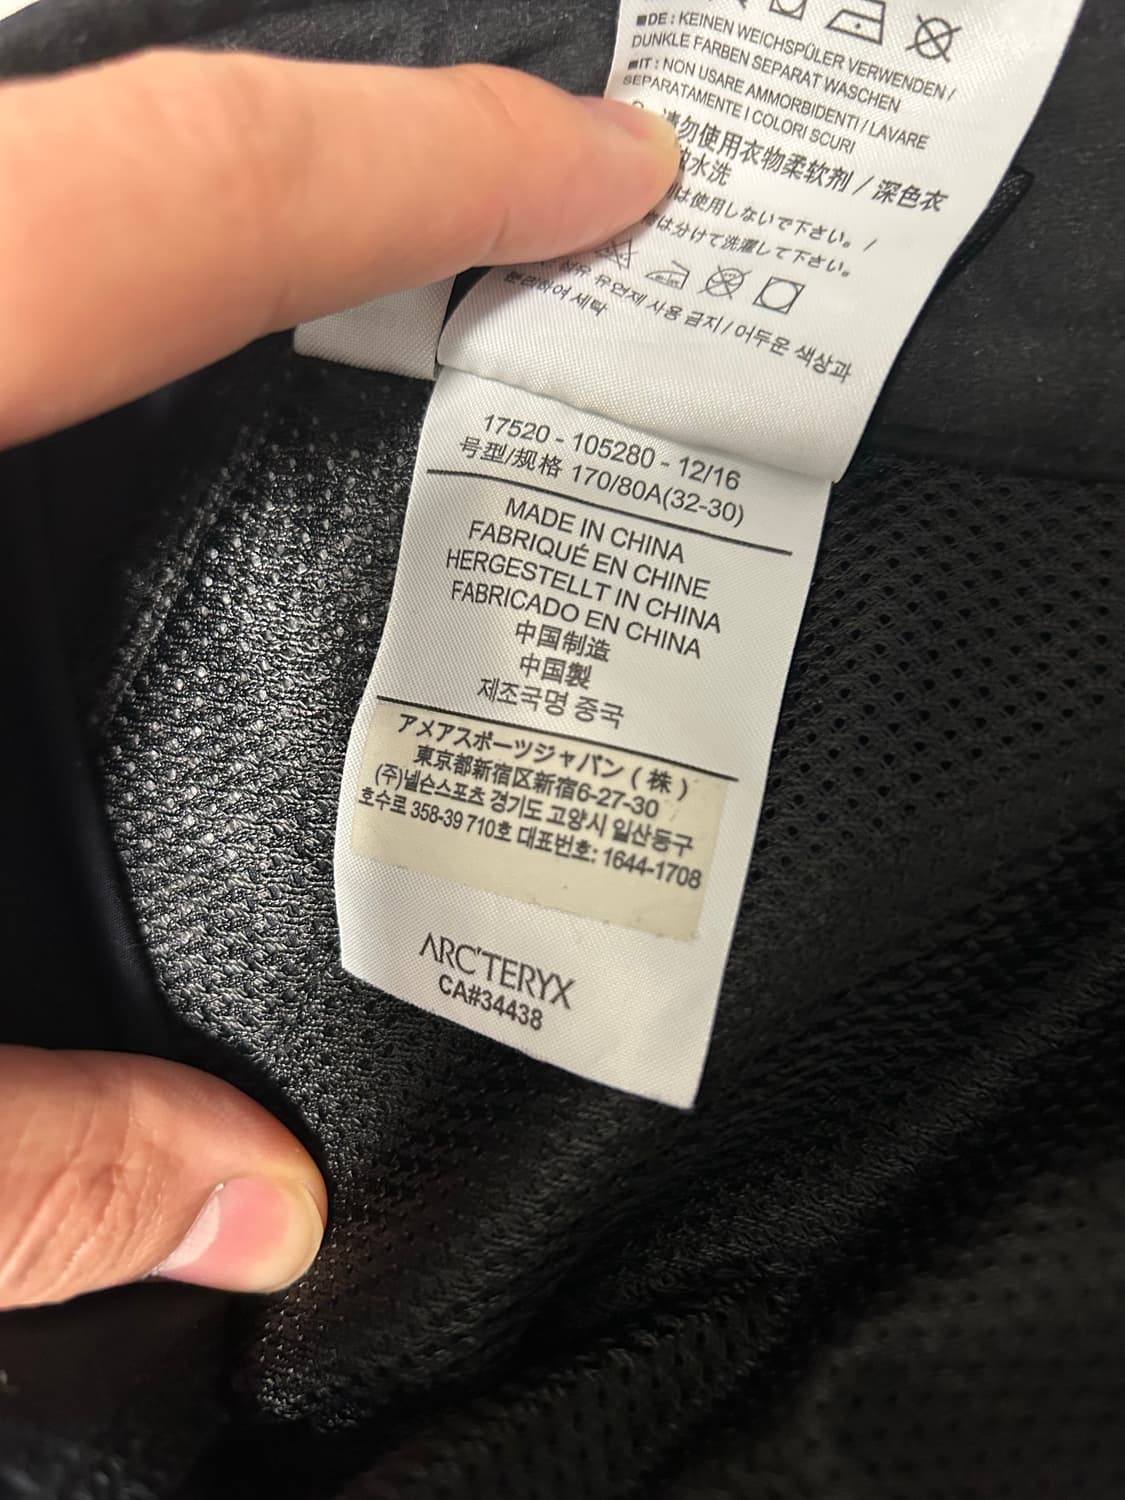 DE : KEINEN WEICHSPÜLER VERWENDEN /
DUNKLE FARBEN SEPARAT WASCHEN
IT : NON USARE AMMORBIDENTI / LAVARE
SEPARATAMENTE I COLORI SCURI
请勿使用衣物柔软剂 / 深色衣
水洗
は使用しないで下さい。 /
は分けて洗濯して下さい。
섬유 유연제 사용 금지 / 어두운 색상과
분리하여 세탁
17520 - 105280 - 12/16
号型/规格 170/80A(32-30)
MADE IN CHINA
FABRIQUÉ EN CHINE
HERGESTELLT IN CHINA
FABRICADO EN CHINA
中国制造
中国製
제조국명 중국
アメアスポーツジャパン ( 株 )
東京都新宿区新宿6-27-30
(주)넬슨스포츠 경기도 고양시 일산동구
호수로 358-39 710호 대표번호: 1644-1708
ARC'TERYX
CA#34438